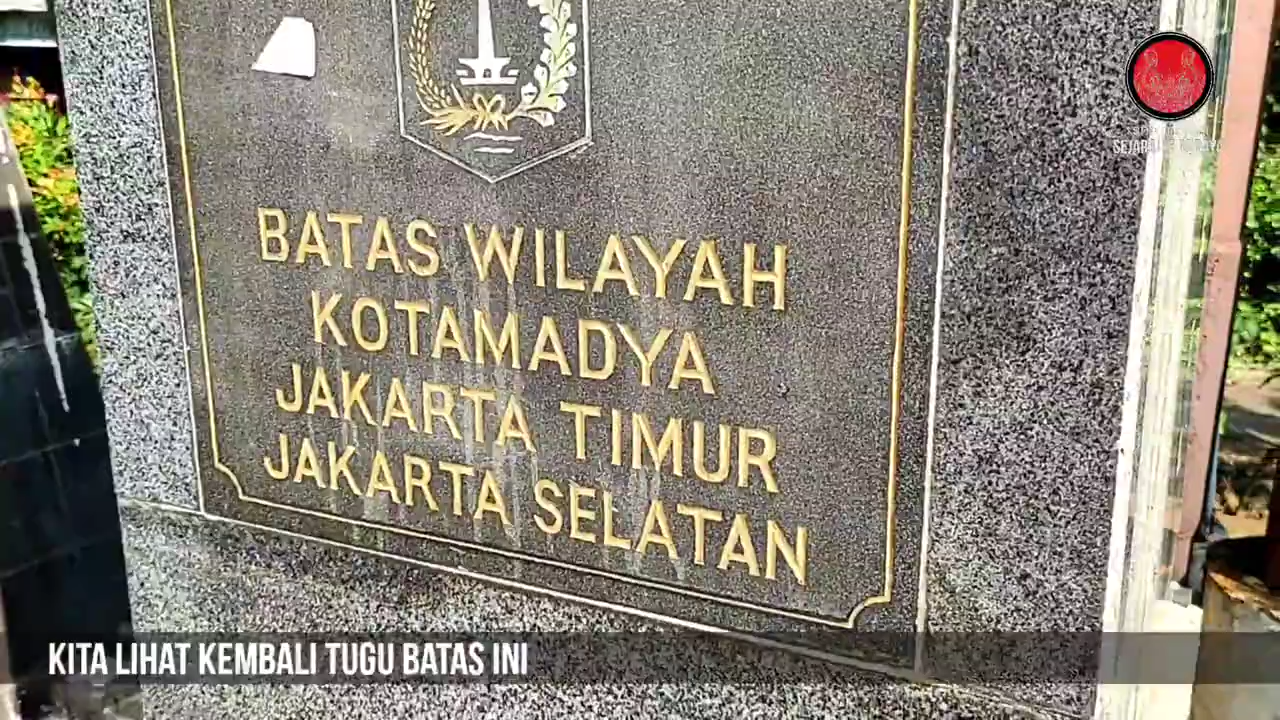 BATAS WILAYAH
KOTAMADYA
JAKARTA TIMUR
JAKARTA SELATAN
KITA LIHAT KEMBALI TUGU BATAS INI